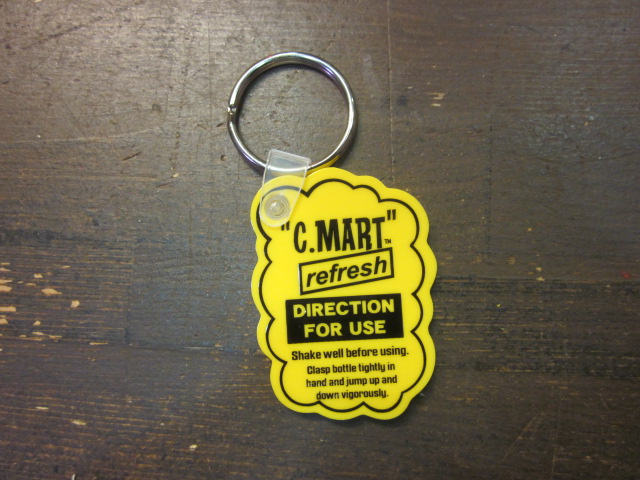 "C.MART"™
refresh
DIRECTION
FOR USE
Shake well before using.
Clasp bottle tightly in
hand and jump up and
down vigorously.